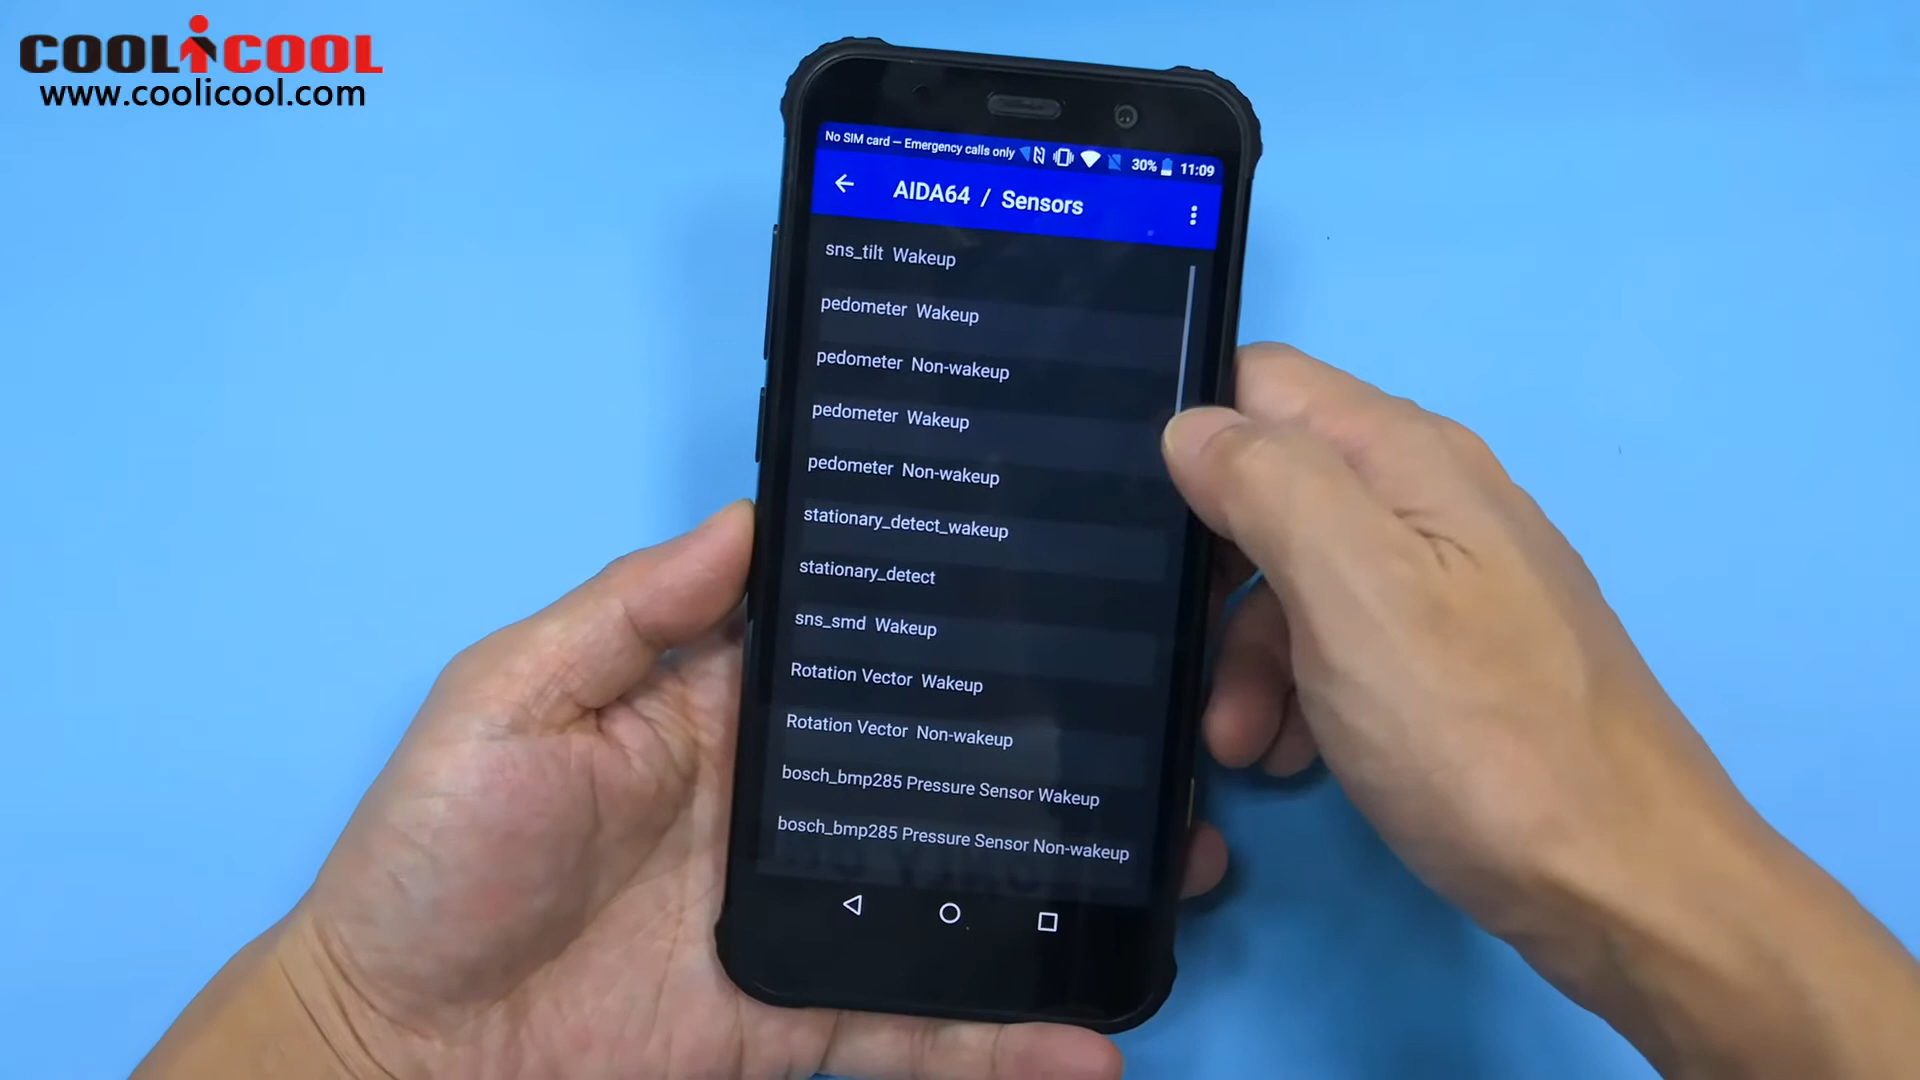 COOLiCOOL
www.coolicool.com
No SIM card – Emergency calls only 30% 11:09
AIDA64 / Sensors
sns_tilt Wakeup
pedometer Wakeup
pedometer Non-wakeup
pedometer Wakeup
pedometer Non-wakeup
stationary_detect_wakeup
stationary_detect
sns_smd Wakeup
Rotation Vector Wakeup
Rotation Vector Non-wakeup
bosch_bmp285 Pressure Sensor Wakeup
bosch_bmp285 Pressure Sensor Non-wakeup